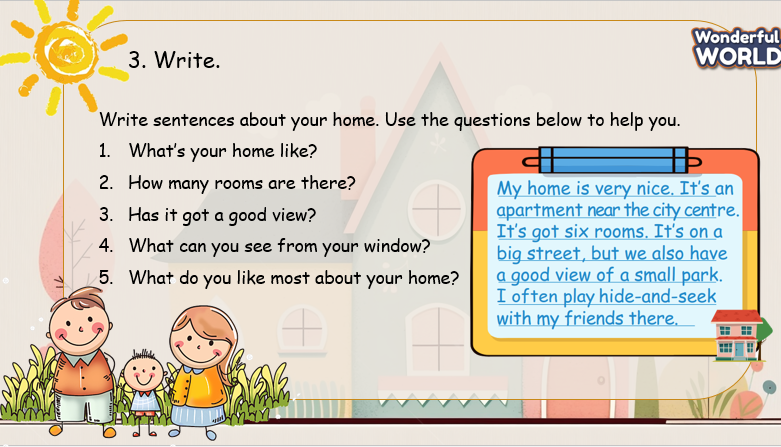 Wonderful
WORLD
3. Write.
Write sentences about your home. Use the questions below to help you.
1. What's your home like?
2. How many rooms are there?
3. Has it got a good view?
4. What can you see from your window?
5. What do you like most about your home?
My home is very nice. It's an
apartment near the city centre.
It's got six rooms. It's on a
big street, but we also have
a good view of a small park.
I often play hide-and-seek
with my friends there.